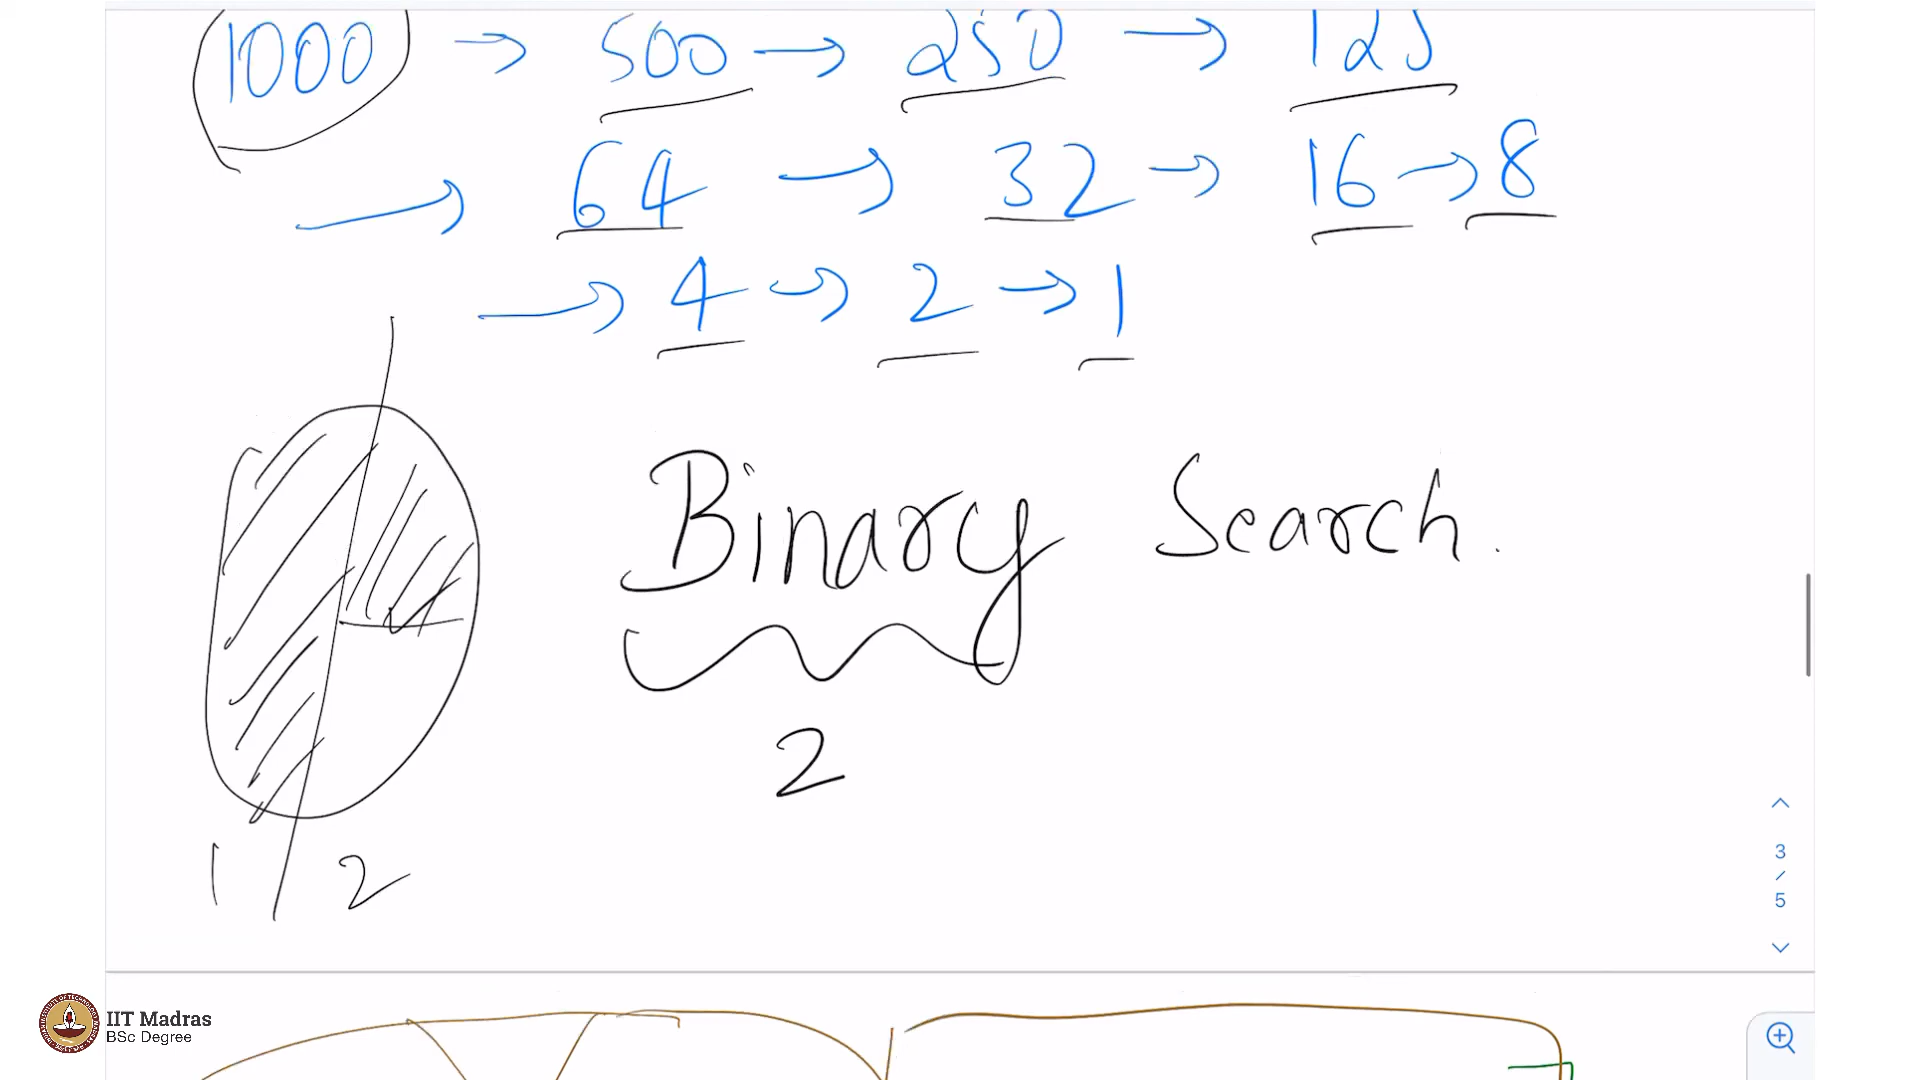 1000 → 500 → 250 → 125
→ 64 → 32 → 16 → 8
→ 4 → 2 → 1
Binary Search.
2
1 2
3
/
5
IIT Madras
BSc Degree